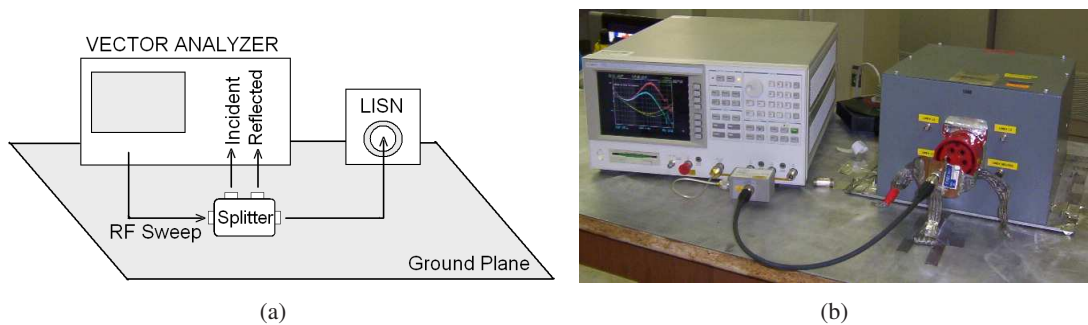 VECTOR ANALYZER
Incident
Reflected
LISN
Splitter
RF Sweep
Ground Plane
(a)
(b)